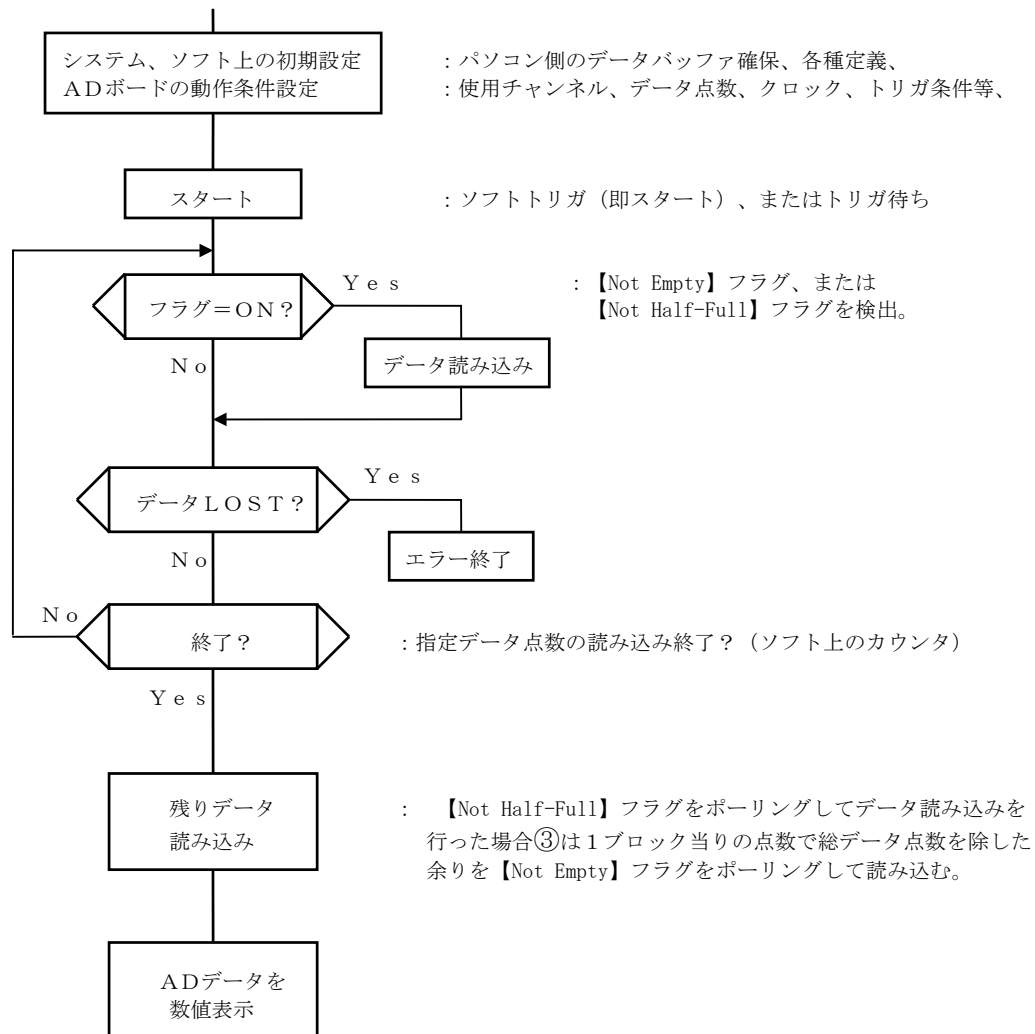 システム、ソフト上の初期設定
ADボードの動作条件設定
:パソコン側のデータバッファ確保、各種定義、
:使用チャンネル、データ点数、クロック、トリガ条件等、
スタート
:ソフトトリガ(即スタート)、またはトリガ待ち
フラグ=ON?
Yes
:【Not Empty】フラグ、または
【Not Half-Full】フラグを検出。
No
データ読み込み
データLOST?
Yes
No
エラー終了
No
終了?
:指定データ点数の読み込み終了?(ソフト上のカウンタ)
Yes
残りデータ
読み込み
: 【Not Half-Full】フラグをポーリングしてデータ読み込みを
行った場合③は1ブロック当りの点数で総データ点数を除した
余りを【Not Empty】フラグをポーリングして読み込む。
ADデータを
数値表示